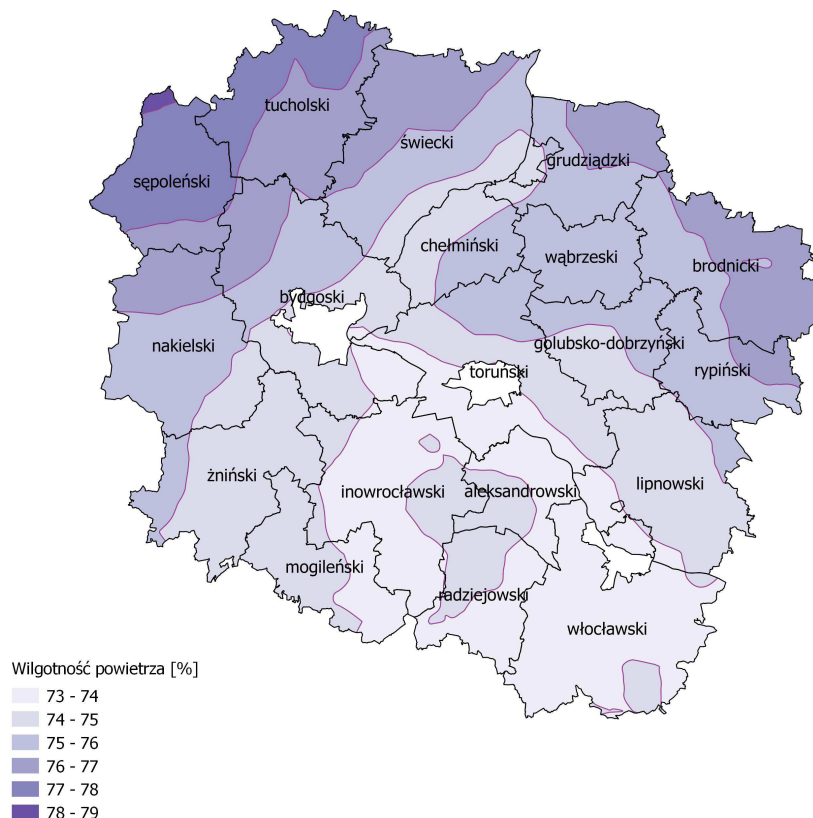 tucholski
świecki
grudziądzki
sępoleński
chełmiński
wąbrzeski
brodnicki
bydgoski
nakielski
golubsko-dobrzyński
toruński
rypiński
żniński
inowrocławski
aleksandrowski
lipnowski
mogileński
radziejowski
włocławski
Wilgotność powietrza [%]
73 - 74
74 - 75
75 - 76
76 - 77
77 - 78
78 - 79